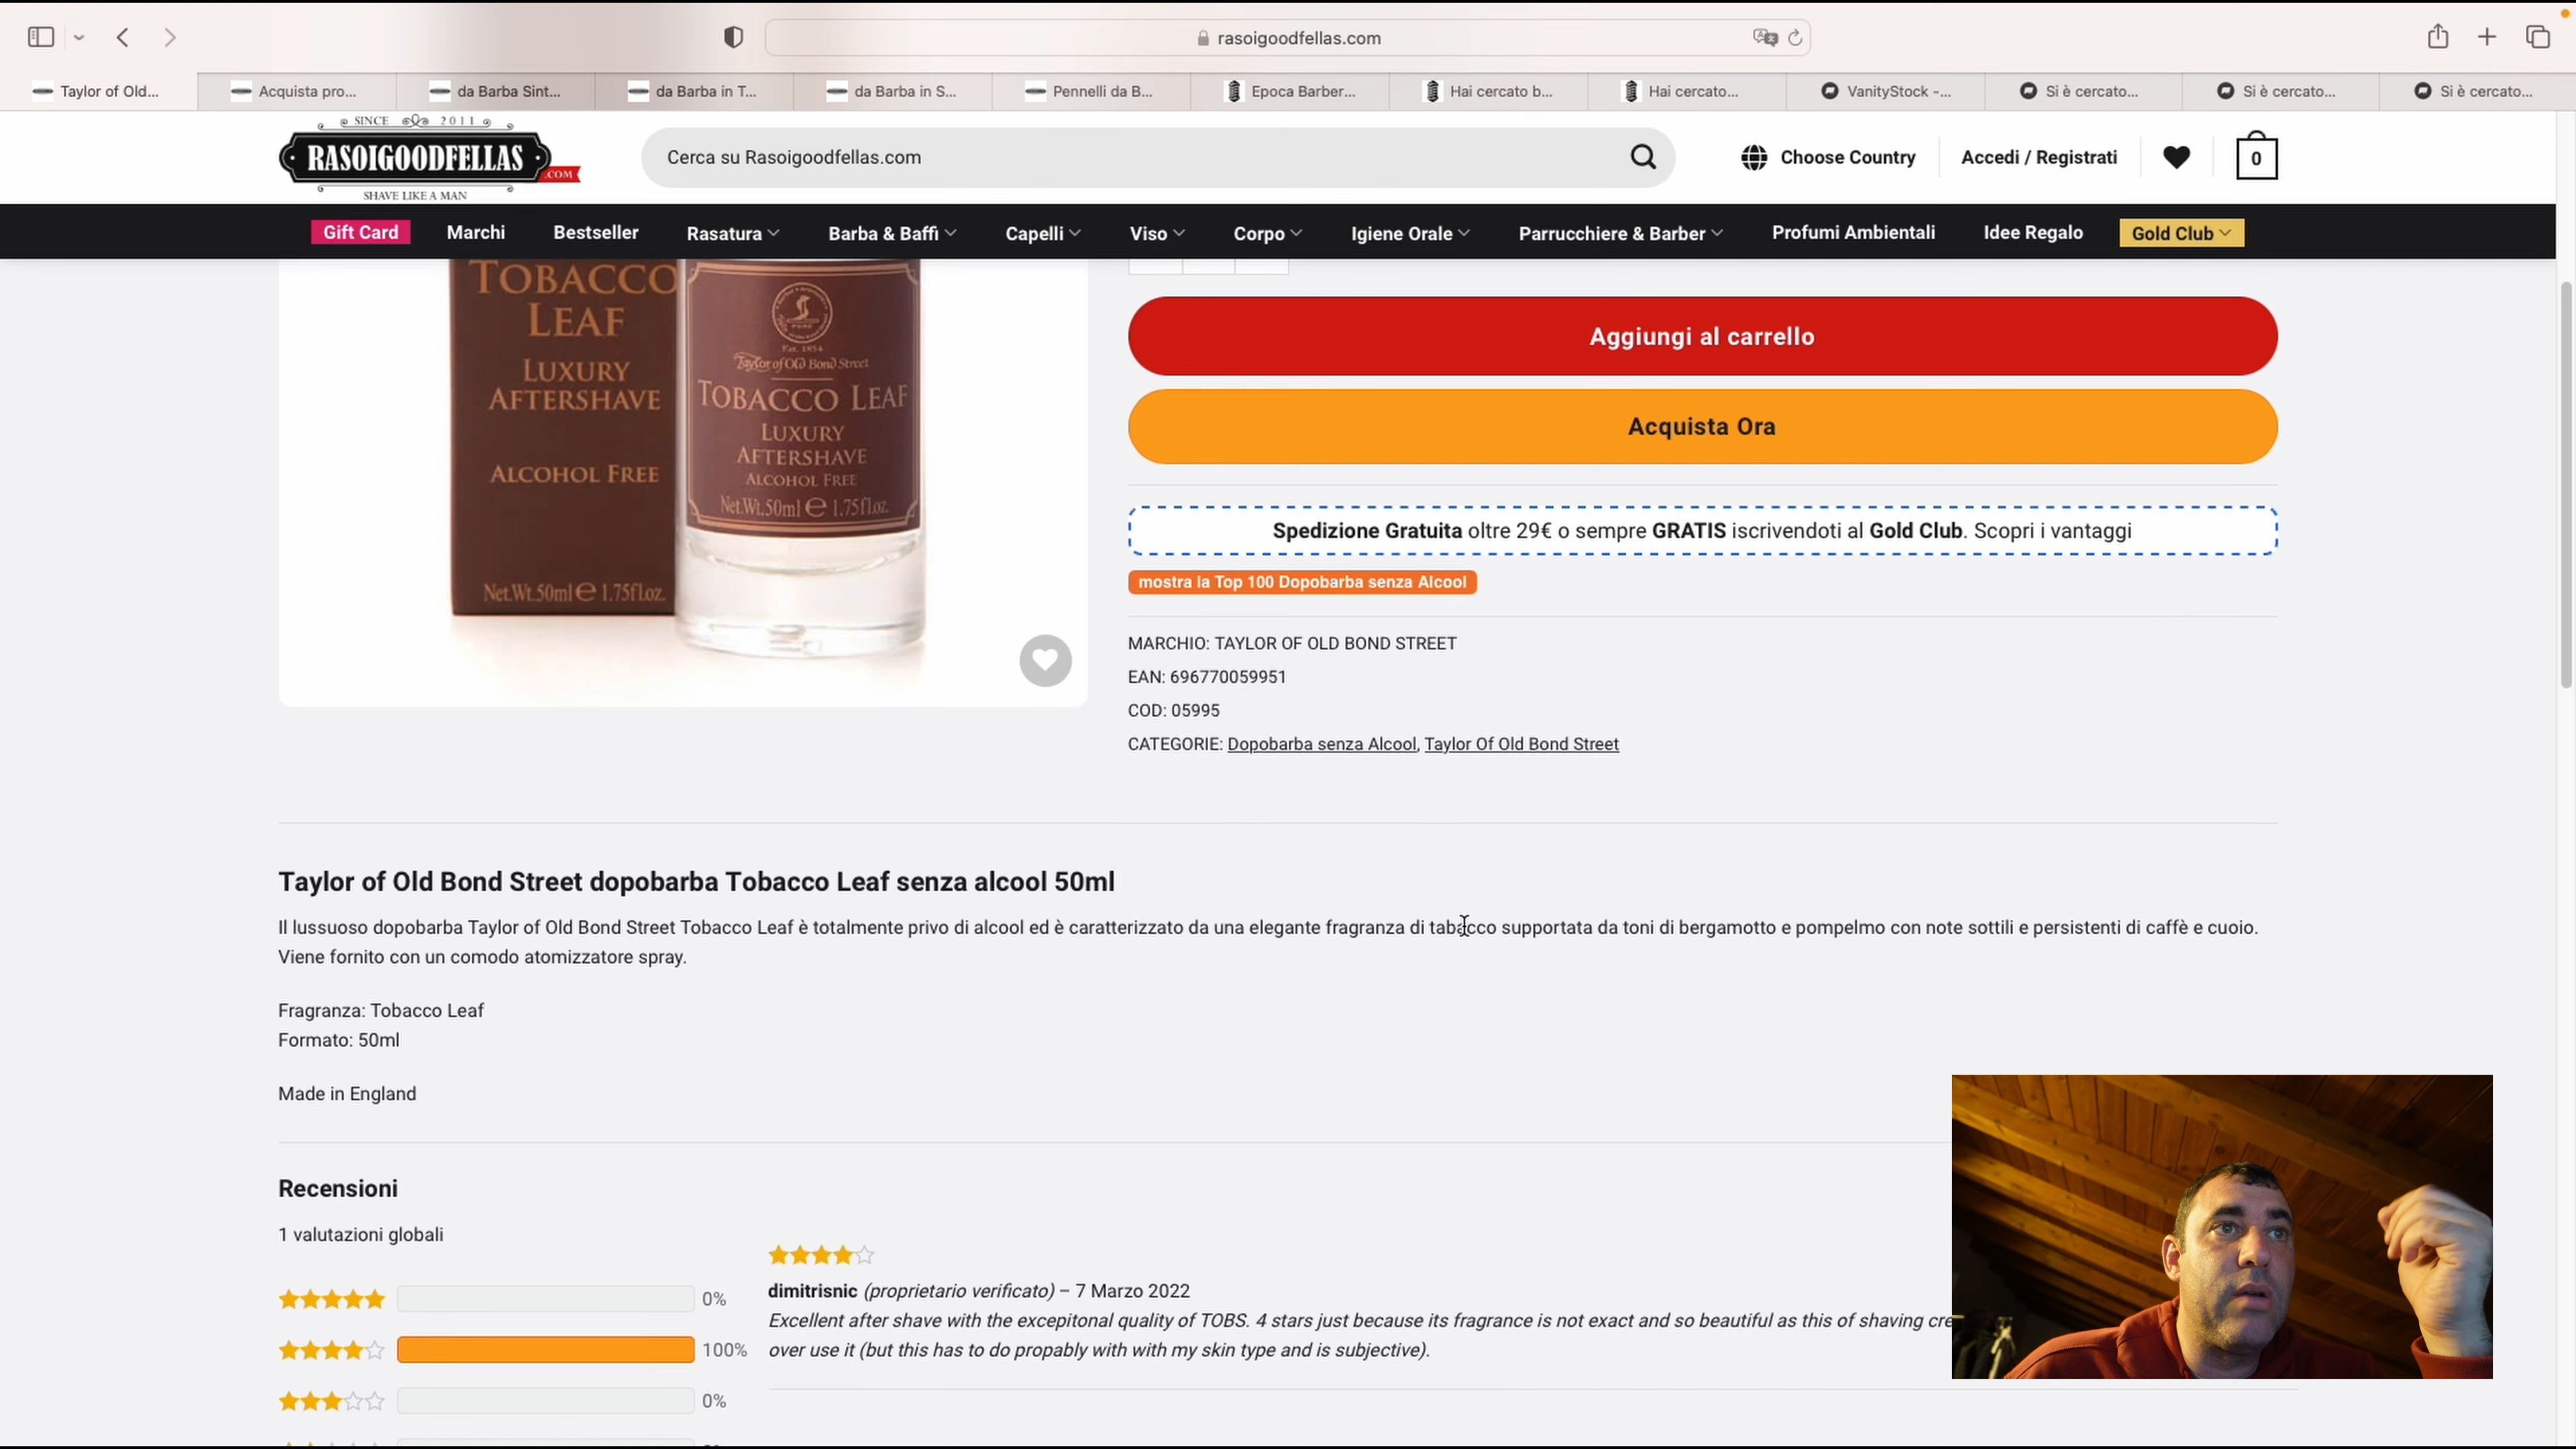 rasoigoodfellas.com
Taylor of Old...
Acquista pro...
da Barba Sint...
da Barba in T...
da Barba in S...
Pennelli da B...
Epoca Barber...
Hai cercato b...
Hai cercato...
VanityStock -...
Si è cercato...
Si è cercato...
Si è cercato...
SINCE 2011
RASOIGOODFELLAS
.COM
SHAVE LIKE A MAN
Cerca su Rasoigoodfellas.com
Choose Country
Accedi / Registrati
0
Gift Card
Marchi
Bestseller
Rasatura
Barba & Baffi
Capelli
Viso
Corpo
Igiene Orale
Parrucchiere & Barber
Profumi Ambientali
Idee Regalo
Gold Club
TOBACCO
LEAF
LUXURY
AFTERSHAVE
ALCOHOL FREE
Net.Wt.50ml e 1.75fl.oz.
Est. 1854
Taylor of Old Bond Street
TOBACCO LEAF
LUXURY
AFTERSHAVE
ALCOHOL FREE
Net.Wt.50ml e 1.75fl.oz.
Aggiungi al carrello
Acquista Ora
Spedizione Gratuita oltre 29€ o sempre GRATIS iscrivendoti al Gold Club. Scopri i vantaggi
mostra la Top 100 Dopobarba senza Alcool
MARCHIO: TAYLOR OF OLD BOND STREET
EAN: 696770059951
COD: 05995
CATEGORIE: Dopobarba senza Alcool, Taylor Of Old Bond Street
Taylor of Old Bond Street dopobarba Tobacco Leaf senza alcool 50ml
Il lussuoso dopobarba Taylor of Old Bond Street Tobacco Leaf è totalmente privo di alcool ed è caratterizzato da una elegante fragranza di tabacco supportata da toni di bergamotto e pompelmo con note sottili e persistenti di caffè e cuoio.
Viene fornito con un comodo atomizzatore spray.
Fragranza: Tobacco Leaf
Formato: 50ml
Made in England
Recensioni
1 valutazioni globali
0%
100%
0%
dimitrisnic (proprietario verificato) – 7 Marzo 2022
Excellent after shave with the excepitonal quality of TOBS. 4 stars just because its fragrance is not exact and so beautiful as this of shaving cre
over use it (but this has to do propably with with my skin type and is subjective).